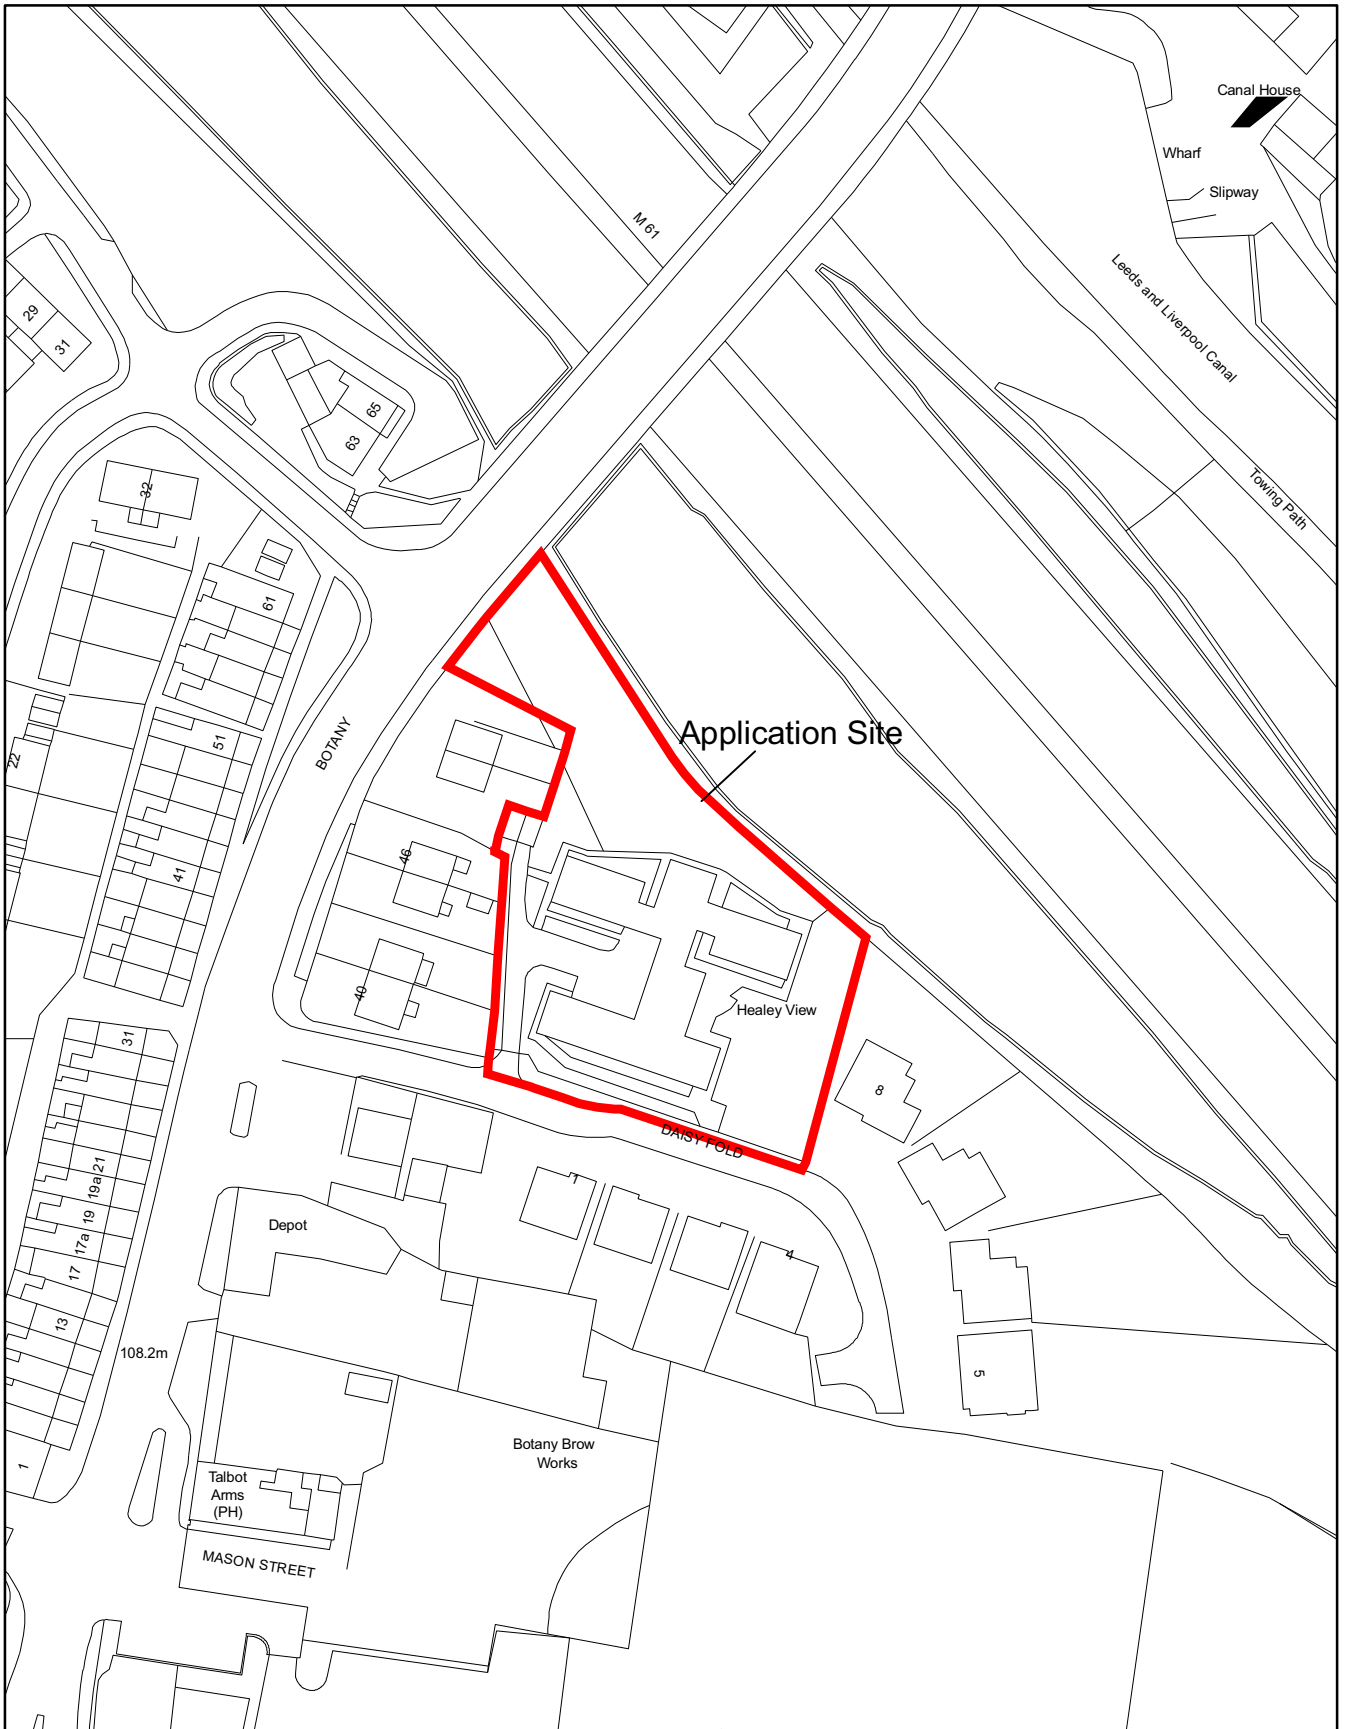 Canal House
Wharf
Slipway
M 61
Leeds and Liverpool Canal
29
31
65
63
Towing Path
32
61
Application Site
51
BOTANY
22
46
41
40
Healey View
31
8
DAISY FOLD
21
19a
1
19
Depot
17a
4
17
13
108.2m
5
Botany Brow
Works
1
Talbot
Arms
(PH)
MASON STREET